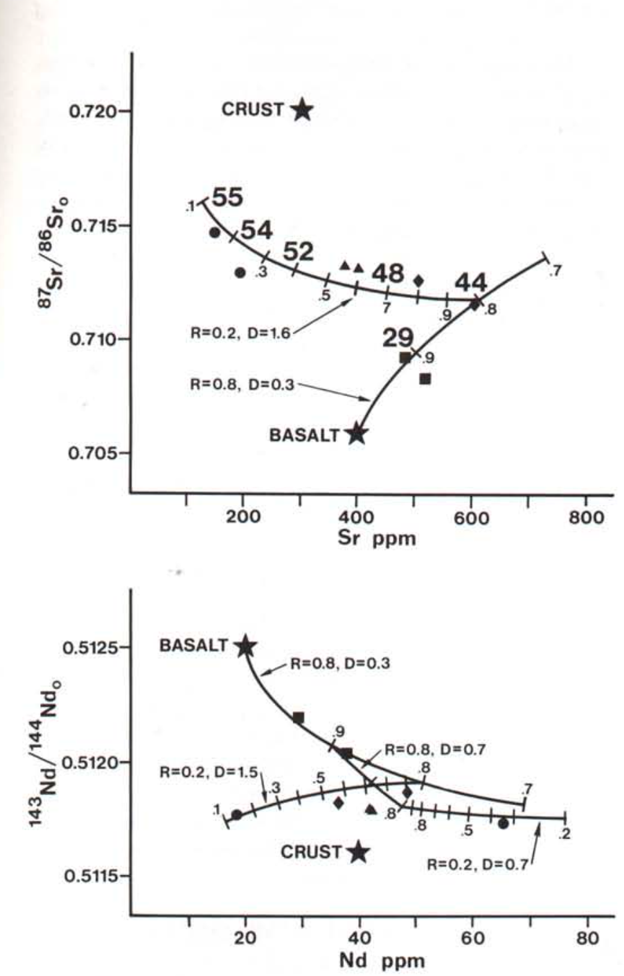 0.720
CRUST
0.715
0.710
0.705
87Sr/86Sro
.1
55
54
.3
52
.5
48
7
.9
44
.8
.7
29
.9
R=0.2, D=1.6
R=0.8, D=0.3
BASALT
200 400 600 800
Sr ppm
0.5125
0.5120
0.5115
143Nd/144Ndo
BASALT
R=0.8, D=0.3
.9
R=0.8, D=0.7
R=0.2, D=1.5
.1
.3
.5
.8
.7
.8
.8
.5
.2
CRUST
R=0.2, D=0.7
20 40 60 80
Nd ppm